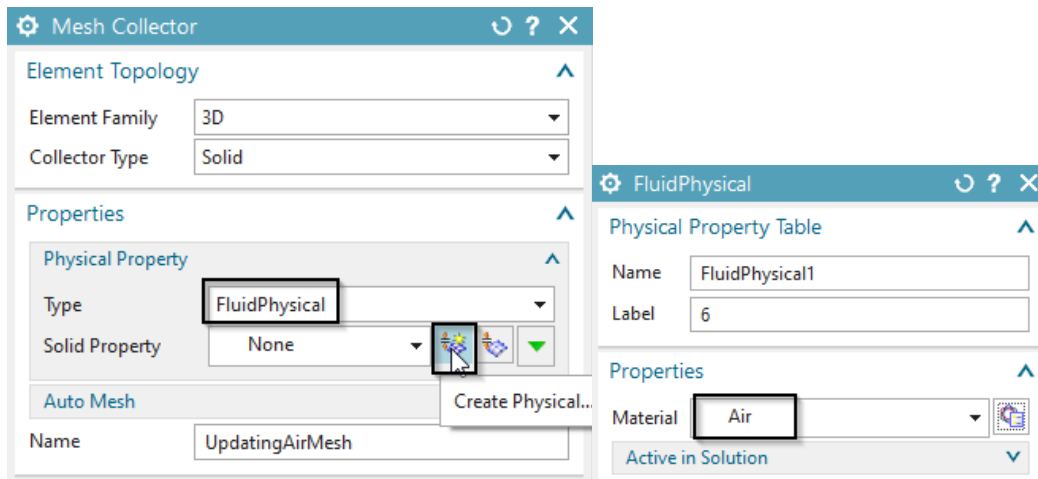 Mesh Collector
Element Topology
Element Family 3D
Collector Type Solid
Properties
Physical Property
Type FluidPhysical
Solid Property None
Create Physical...
Auto Mesh
Name UpdatingAirMesh
FluidPhysical
Physical Property Table
Name FluidPhysical1
Label 6
Properties
Material Air
Active in Solution